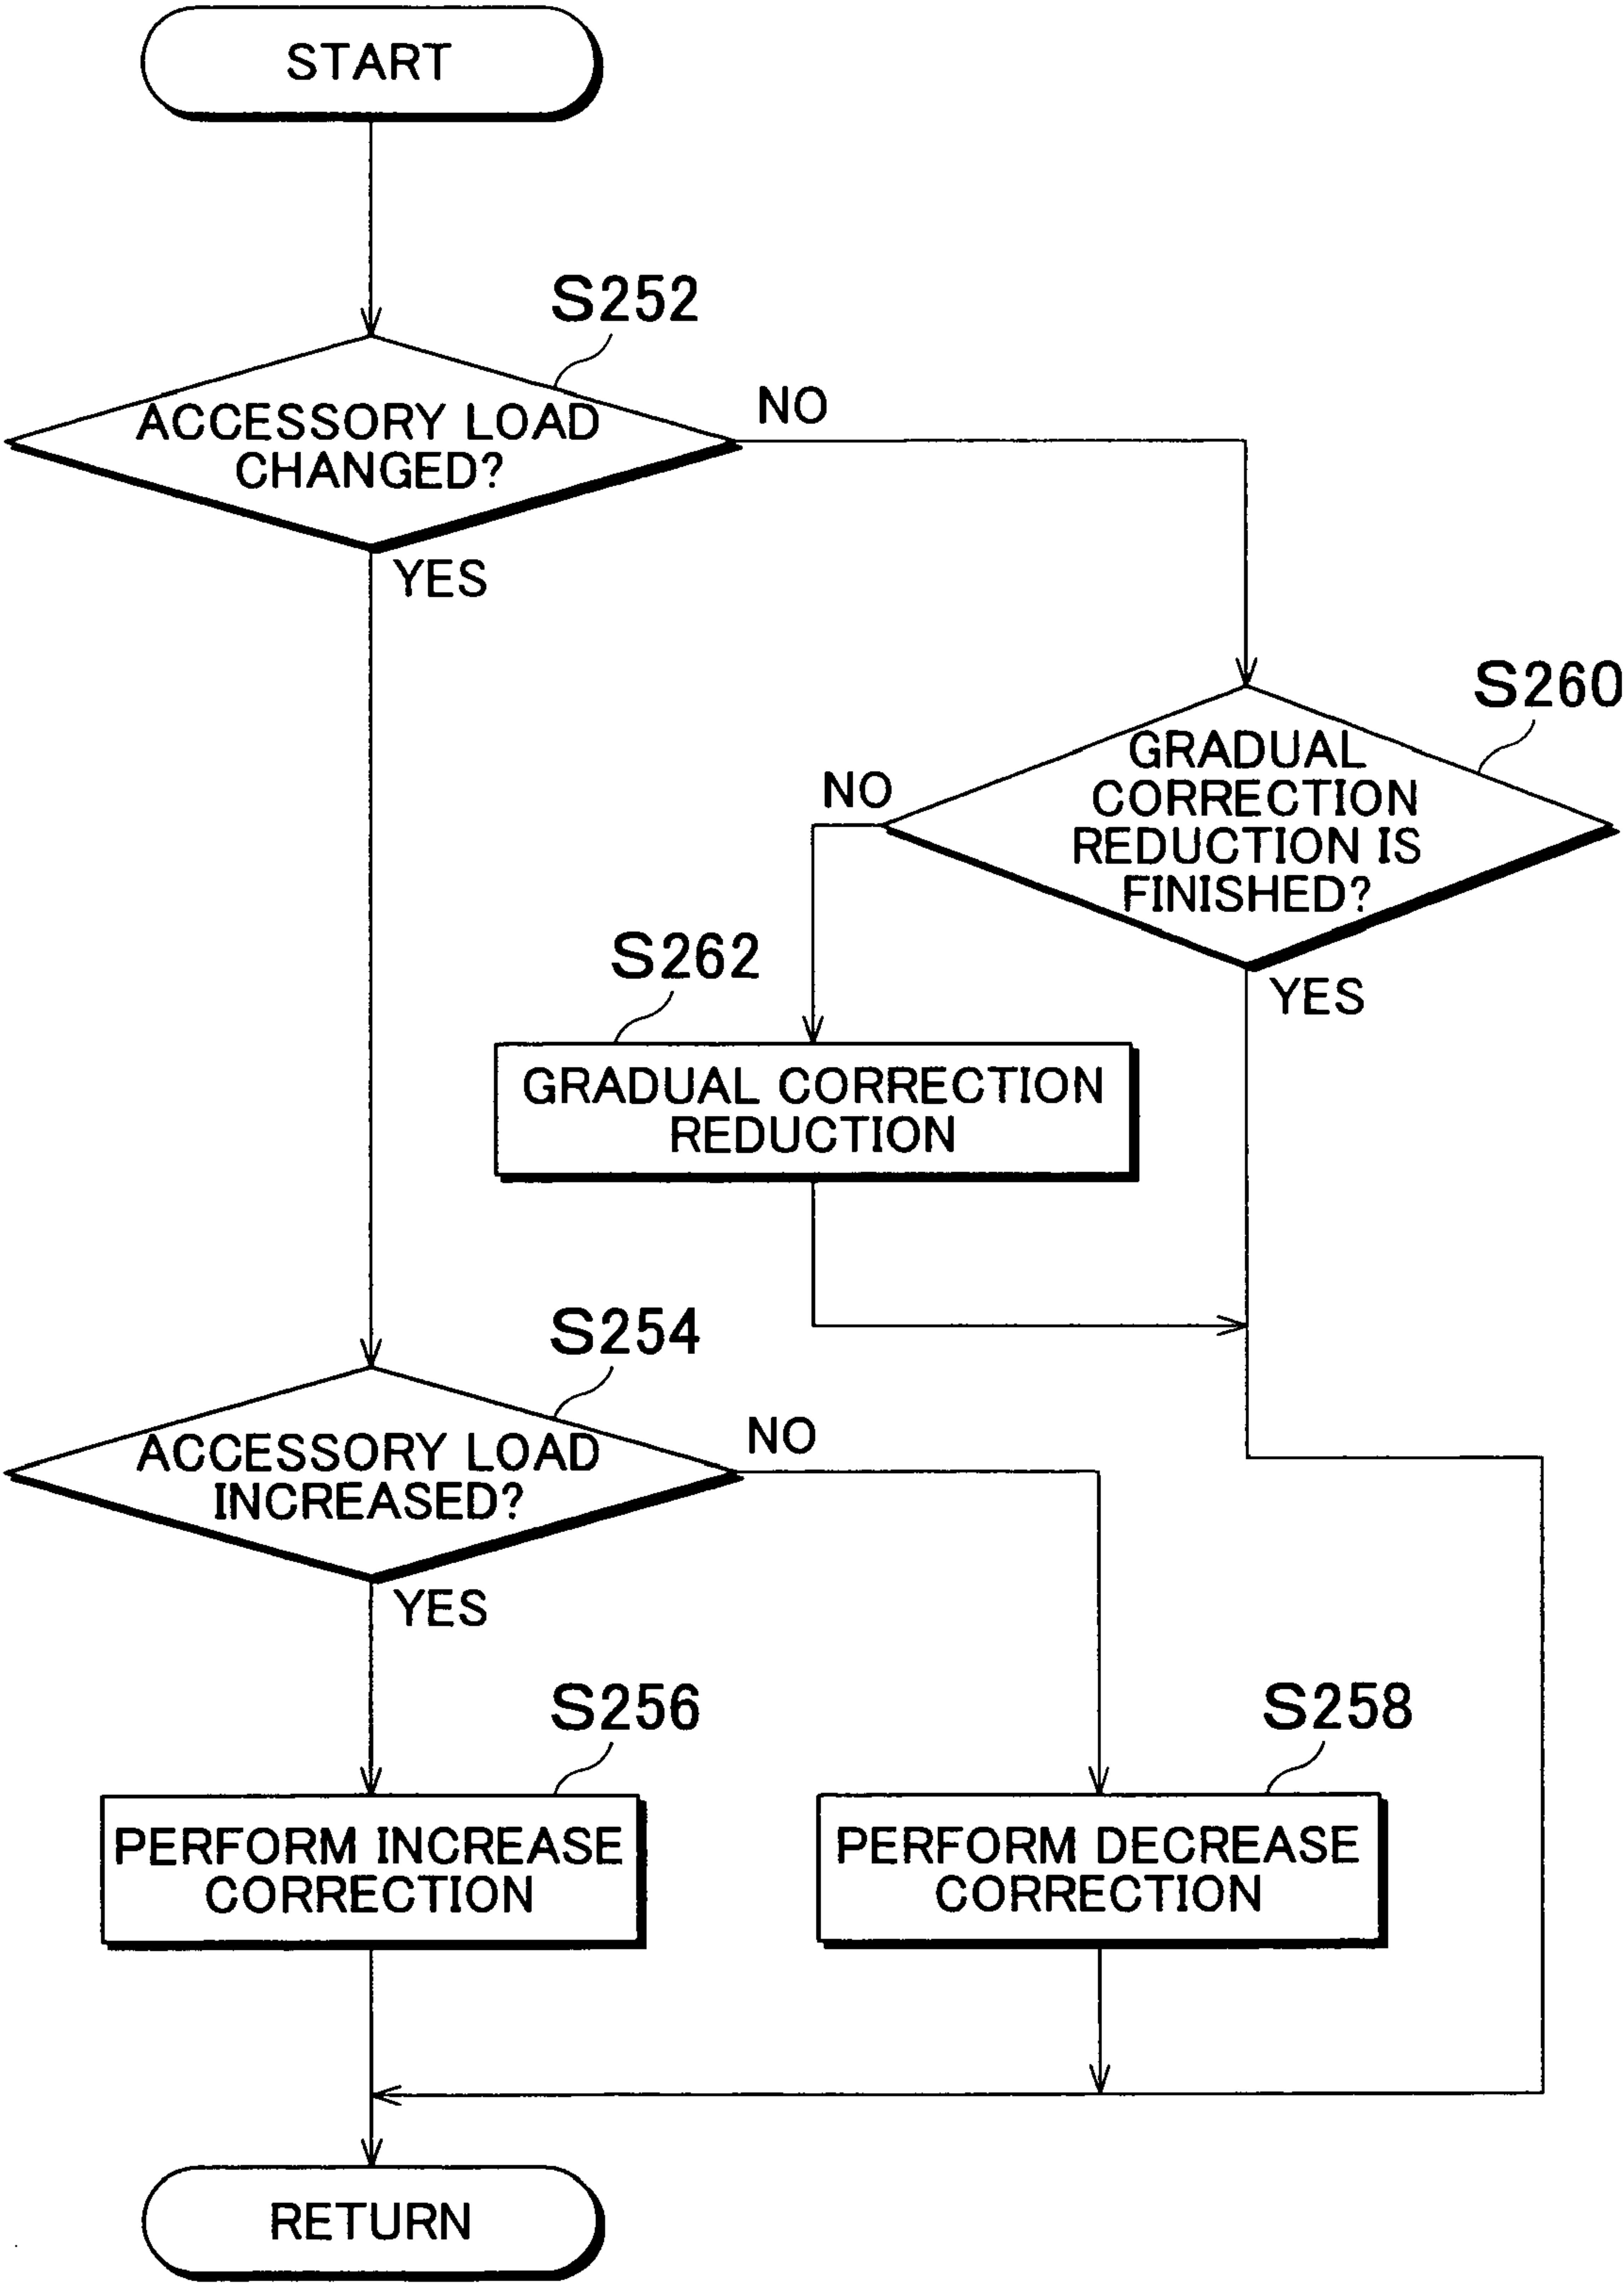 START
S252
ACCESSORY LOAD
CHANGED?
NO
YES
S260
GRADUAL
CORRECTION
REDUCTION IS
FINISHED?
NO
YES
S262
GRADUAL CORRECTION
REDUCTION
S254
ACCESSORY LOAD
INCREASED?
NO
YES
S256
PERFORM INCREASE
CORRECTION
S258
PERFORM DECREASE
CORRECTION
RETURN